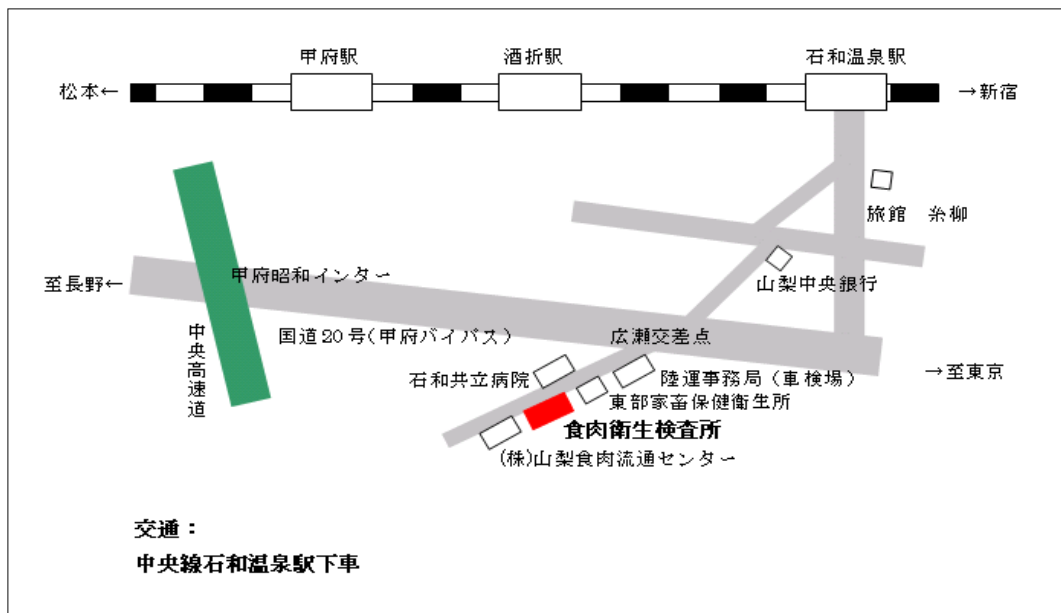 甲府駅
酒折駅
石和温泉駅
松本←
→新宿
旅館　糸柳
甲府昭和インター
至長野←
山梨中央銀行
中央高速道
国道20号(甲府バイパス)
広瀬交差点
石和共立病院
陸運事務局(車検場)
→至東京
東部家畜保健衛生所
食肉衛生検査所
(株)山梨食肉流通センター
交通：
中央線石和温泉駅下車